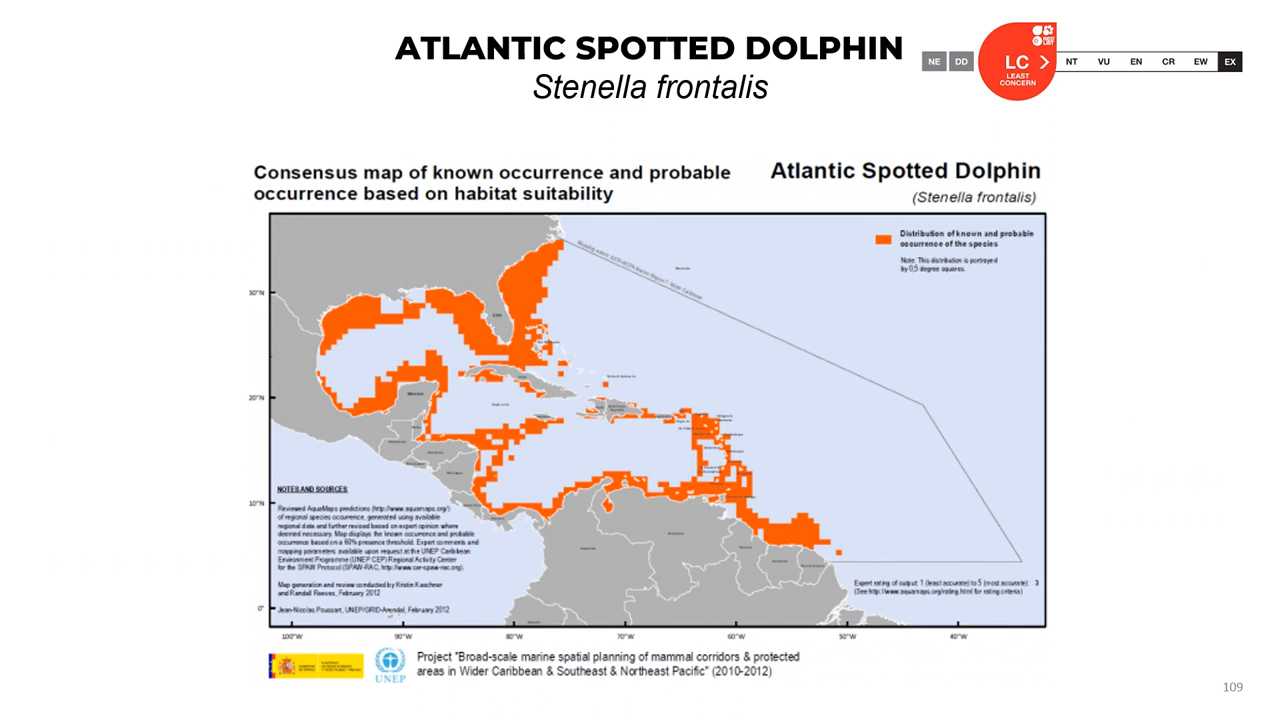 ATLANTIC SPOTTED DOLPHIN
Stenella frontalis
NE DD LC NT VU EN CR EW EX
LEAST
CONCERN
Consensus map of known occurrence and probable
occurrence based on habitat suitability
Atlantic Spotted Dolphin
(Stenella frontalis)
Distribution of known and probable
occurrence of the species
Note: This distribution is portrayed
by 0,5 degree squares.
30°N
20°N
10°N
0°
USA
NOTES AND SOURCES
Reviewed AquaMaps predictions (http://www.aquamaps.org/)
of regional species occurrence, generated using available
regional data and further revised based on expert opinion where
deemed necessary. Map displays the known occurrence and probable
occurrence based on a 60% presence threshold. Expert comments and
mapping parameters available upon request at the UNEP Caribbean
Environment Programme (UNEP CEP) Regional Activity Center
for the SPAW Protocol (SPAW-RAC, http://www.car-spaw-rac.org).
Map generation and review conducted by Kristin Kaschner
and Randall Reeves, February 2012
Jean-Nicolas Poussart, UNEP/GRID-Arendal, February 2012
Expert rating of output: 1 (least accurate) to 5 (most accurate): 3
(See http://www.aquamaps.org/rating.html for rating criteria)
100°W 90°W 80°W 70°W 60°W 50°W 40°W
UNEP
Project "Broad-scale marine spatial planning of mammal corridors & protected
areas in Wider Caribbean & Southeast & Northeast Pacific" (2010-2012)
109